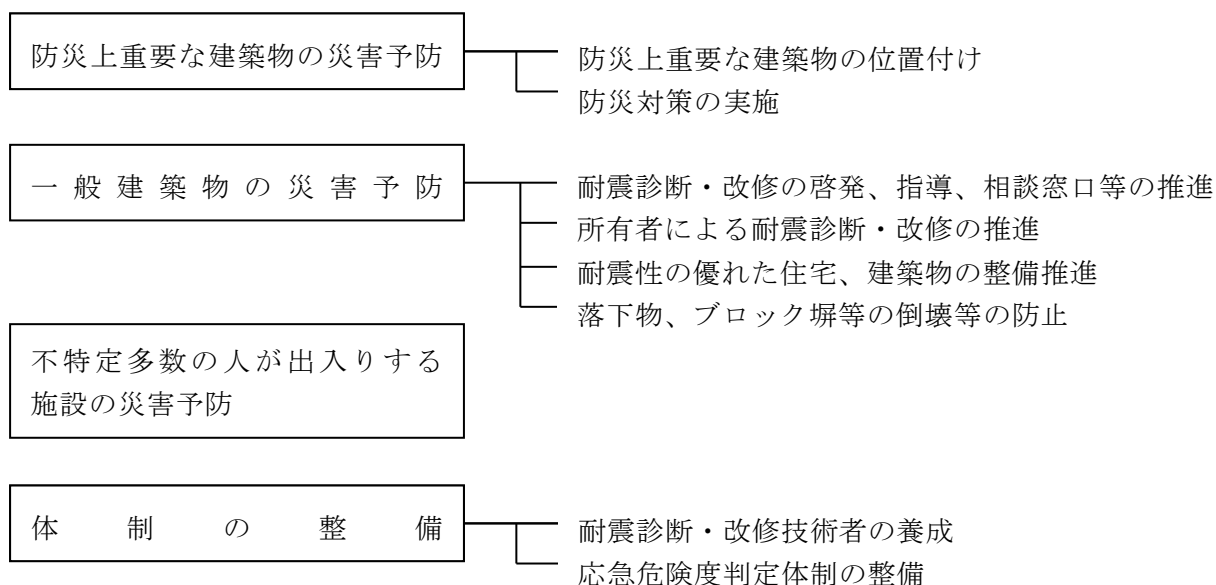 防災上重要な建築物の災害予防
防災上重要な建築物の位置付け
防災対策の実施
一般建築物の災害予防
耐震診断・改修の啓発、指導、相談窓口等の推進
所有者による耐震診断・改修の推進
耐震性の優れた住宅、建築物の整備推進
落下物、ブロック塀等の倒壊等の防止
不特定多数の人が出入りする
施設の災害予防
体制の整備
耐震診断・改修技術者の養成
応急危険度判定体制の整備